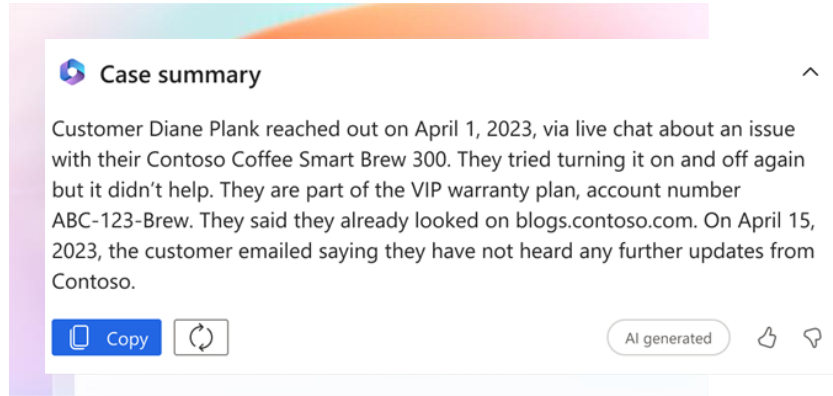 Case summary
Customer Diane Plank reached out on April 1, 2023, via live chat about an issue
with their Contoso Coffee Smart Brew 300. They tried turning it on and off again
but it didn’t help. They are part of the VIP warranty plan, account number
ABC-123-Brew. They said they already looked on blogs.contoso.com. On April 15,
2023, the customer emailed saying they have not heard any further updates from
Contoso.
Copy
AI generated